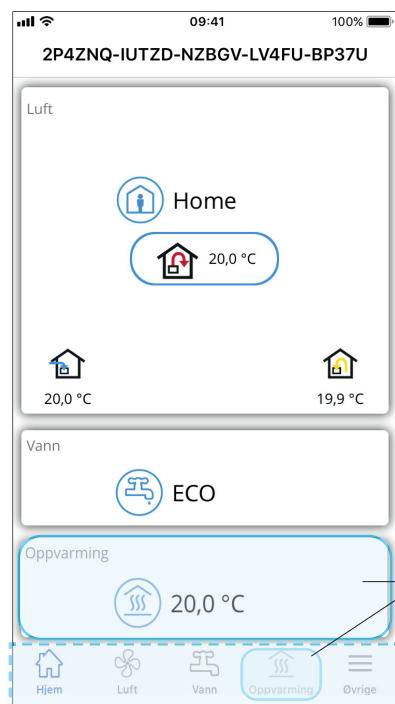 09:41
100%
2P4ZNQ-IUTZD-NZBGV-LV4FU-BP37U
Luft
Home
20,0 °C
20,0 °C
19,9 °C
Vann
ECO
Oppvarming
20,0 °C
Hjem
Luft
Vann
Oppvarming
Øvrige